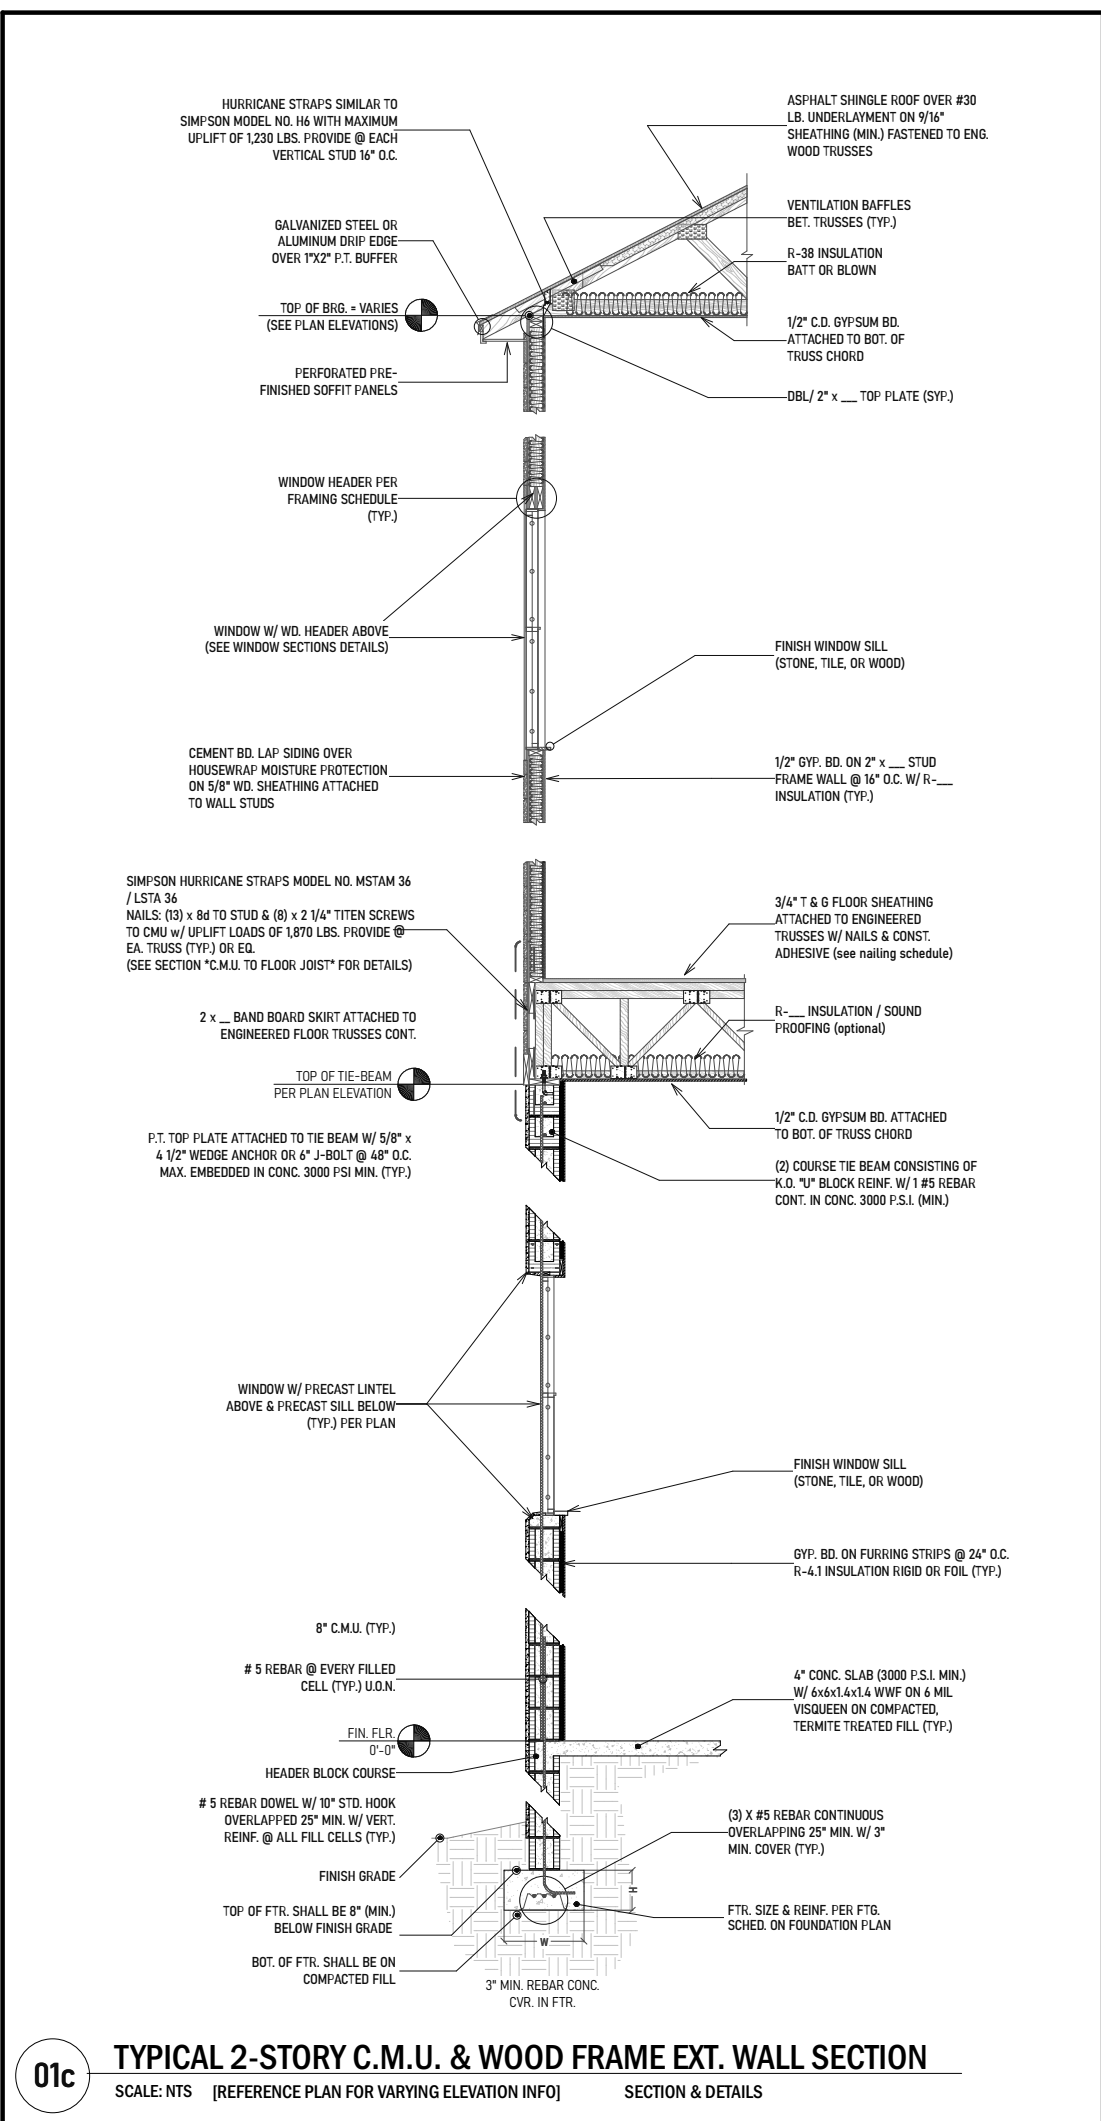 HURRICANE STRAPS SIMILAR TO
SIMPSON MODEL NO. H6 WITH MAXIMUM
UPLIFT OF 1,230 LBS. PROVIDE @ EACH
VERTICAL STUD 16" O.C.
ASPHALT SHINGLE ROOF OVER #30
LB. UNDERLAYMENT ON 9/16"
SHEATHING (MIN.) FASTENED TO ENG.
WOOD TRUSSES
GALVANIZED STEEL OR
ALUMINUM DRIP EDGE
OVER 1"X2" P.T. BUFFER
VENTILATION BAFFLES
BET. TRUSSES (TYP.)
R-38 INSULATION
BATT OR BLOWN
TOP OF BRG. = VARIES
(SEE PLAN ELEVATIONS)
1/2" C.D. GYPSUM BD.
ATTACHED TO BOT. OF
TRUSS CHORD
PERFORATED PRE-
FINISHED SOFFIT PANELS
DBL/ 2" x __ TOP PLATE (SYP.)
WINDOW HEADER PER
FRAMING SCHEDULE
(TYP.)
WINDOW W/ WD. HEADER ABOVE
(SEE WINDOW SECTIONS DETAILS)
FINISH WINDOW SILL
(STONE, TILE, OR WOOD)
CEMENT BD. LAP SIDING OVER
HOUSEWRAP MOISTURE PROTECTION
ON 5/8" WD. SHEATHING ATTACHED
TO WALL STUDS
1/2" GYP. BD. ON 2" x __ STUD
FRAME WALL @ 16" O.C. W/ R-__
INSULATION (TYP.)
SIMPSON HURRICANE STRAPS MODEL NO. MSTAM 36
/ LSTA 36
NAILS: (13) x 8d TO STUD & (8) x 2 1/4" TITEN SCREWS
TO CMU w/ UPLIFT LOADS OF 1,870 LBS. PROVIDE @
EA. TRUSS (TYP.) OR EQ.
(SEE SECTION "C.M.U. TO FLOOR JOIST" FOR DETAILS)
3/4" T & G FLOOR SHEATHING
ATTACHED TO ENGINEERED
TRUSSES W/ NAILS & CONST.
ADHESIVE (see nailing schedule)
2 x __ BAND BOARD SKIRT ATTACHED TO
ENGINEERED FLOOR TRUSSES CONT.
R-__ INSULATION / SOUND
PROOFING (optional)
TOP OF TIE-BEAM
PER PLAN ELEVATION
1/2" C.D. GYPSUM BD. ATTACHED
TO BOT. OF TRUSS CHORD
P.T. TOP PLATE ATTACHED TO TIE BEAM W/ 5/8" x
4 1/2" WEDGE ANCHOR OR 6" J-BOLT @ 48" O.C.
MAX. EMBEDDED IN CONC. 3000 PSI MIN. (TYP.)
(2) COURSE TIE BEAM CONSISTING OF
K.O. "U" BLOCK REINF. W/ 1 #5 REBAR
CONT. IN CONC. 3000 P.S.I. (MIN.)
WINDOW W/ PRECAST LINTEL
ABOVE & PRECAST SILL BELOW
(TYP.) PER PLAN
FINISH WINDOW SILL
(STONE, TILE, OR WOOD)
GYP. BD. ON FURRING STRIPS @ 24" O.C.
R-4.1 INSULATION RIGID OR FOIL (TYP.)
8" C.M.U. (TYP.)
# 5 REBAR @ EVERY FILLED
CELL (TYP.) U.O.N.
4" CONC. SLAB (3000 P.S.I. MIN.)
W/ 6x6x1.4x1.4 WWF ON 6 MIL
VISQUEEN ON COMPACTED,
TERMITE TREATED FILL (TYP.)
FIN. FLR.
0'-0"
HEADER BLOCK COURSE
# 5 REBAR DOWEL W/ 10" STD. HOOK
OVERLAPPED 25" MIN. W/ VERT.
REINF. @ ALL FILL CELLS (TYP.)
(3) X #5 REBAR CONTINUOUS
OVERLAPPING 25" MIN. W/ 3"
MIN. COVER (TYP.)
FINISH GRADE
H
TOP OF FTR. SHALL BE 8" (MIN.)
BELOW FINISH GRADE
FTR. SIZE & REINF. PER FTG.
SCHED. ON FOUNDATION PLAN
W
BOT. OF FTR. SHALL BE ON
COMPACTED FILL
3" MIN. REBAR CONC.
CVR. IN FTR.
01c
TYPICAL 2-STORY C.M.U. & WOOD FRAME EXT. WALL SECTION
SCALE: NTS [REFERENCE PLAN FOR VARYING ELEVATION INFO] SECTION & DETAILS